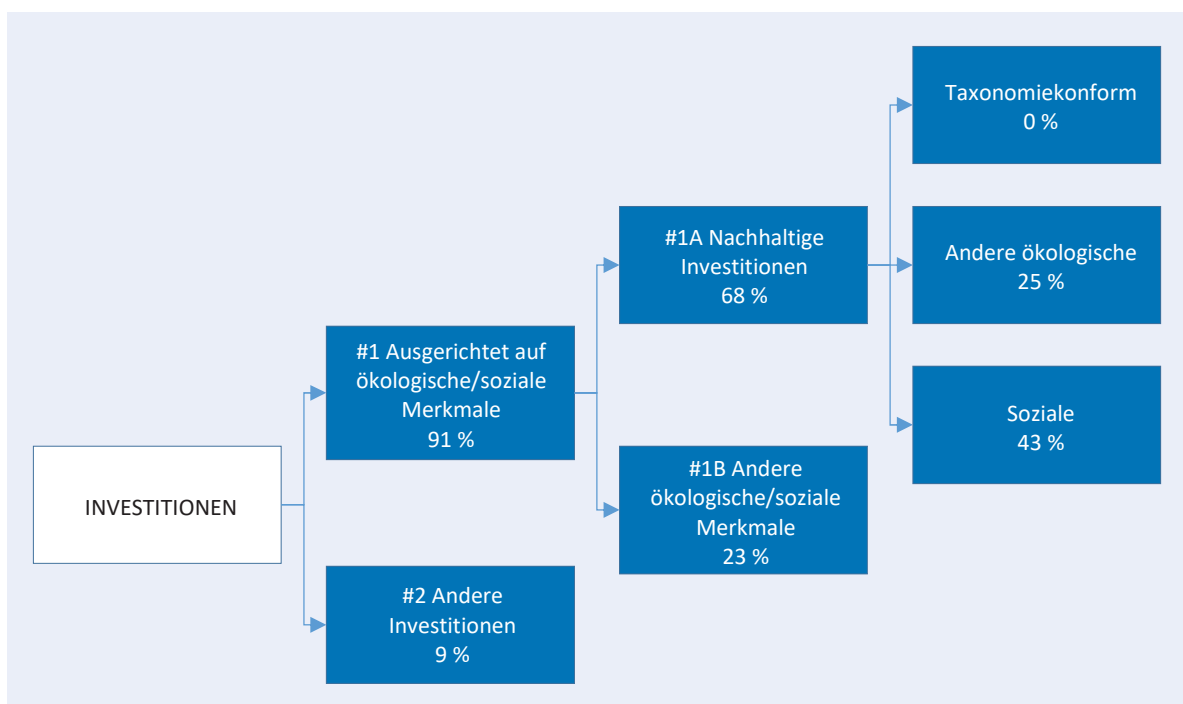 INVESTITIONEN
#1 Ausgerichtet auf
ökologische/soziale
Merkmale
91 %
#2 Andere
Investitionen
9 %
#1A Nachhaltige
Investitionen
68 %
#1B Andere
ökologische/soziale
Merkmale
23 %
Taxonomiekonform
0 %
Andere ökologische
25 %
Soziale
43 %